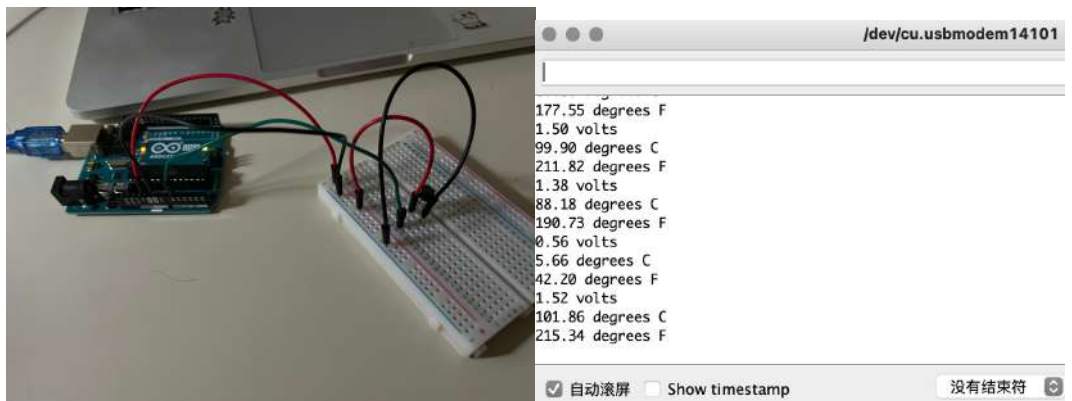 /dev/cu.usbmodem14101
177.55 degrees F
1.50 volts
99.90 degrees C
211.82 degrees F
1.38 volts
88.18 degrees C
190.73 degrees F
0.56 volts
5.66 degrees C
42.20 degrees F
1.52 volts
101.86 degrees C
215.34 degrees F
自动滚屏 Show timestamp 没有结束符